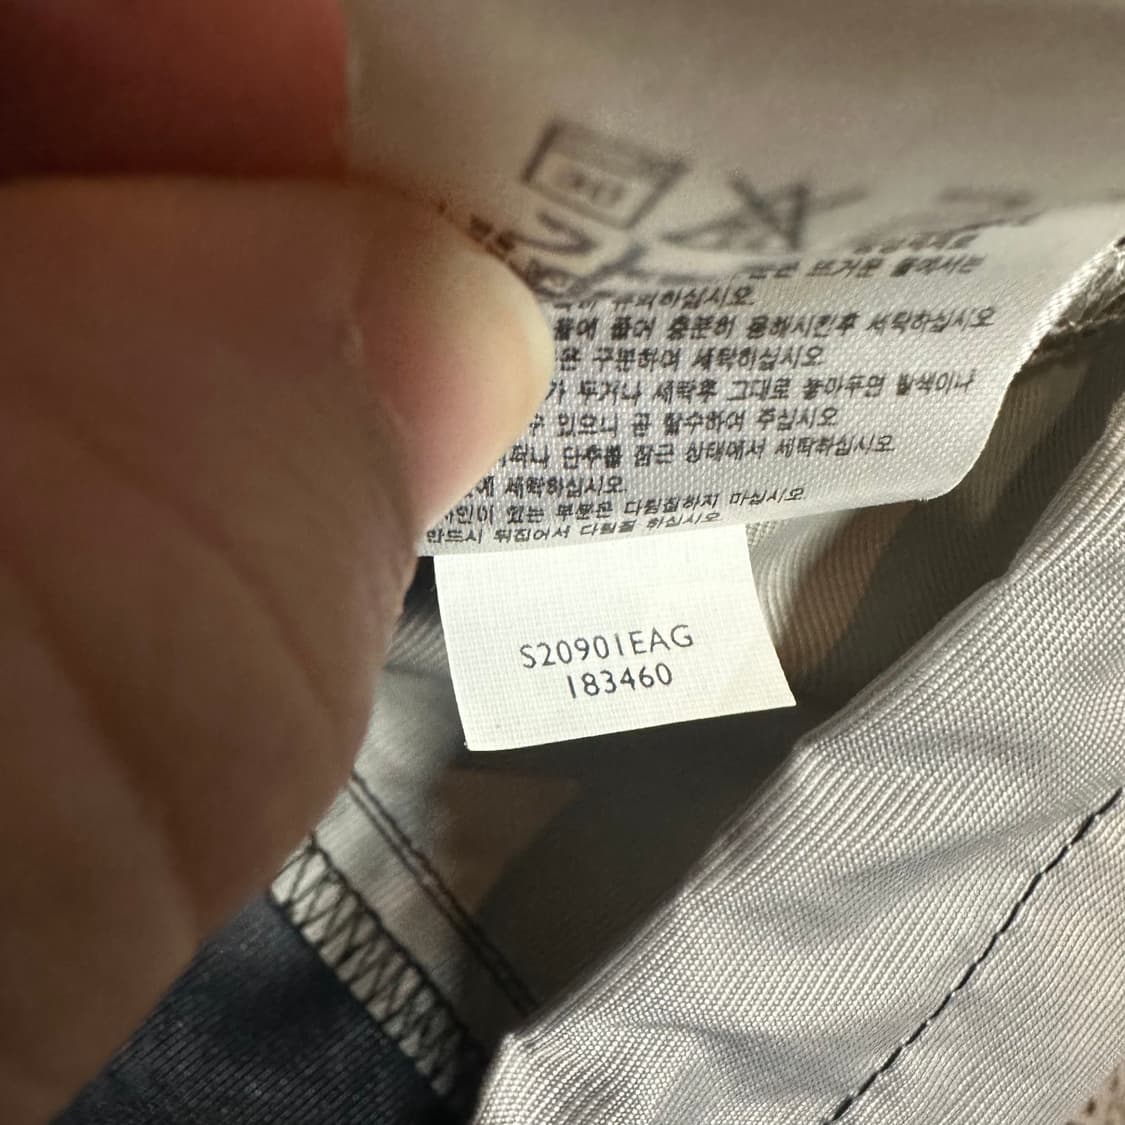 뜨거운 물에서는
유의하십시오
물에 풀어 충분히 용해시킨후 세탁하십시오
구분하여 세탁하십시오
두거나 세탁후 그대로 놓아두면 탈색이나
있으니 곧 탈수하여 주십시오
단추를 잠근 상태에서 세탁하십시오
세탁하십시오
있는 부분은 다림질하지 마십시오
반드시 뒤집어서 다림질 하십시오
S20901EAG
183460